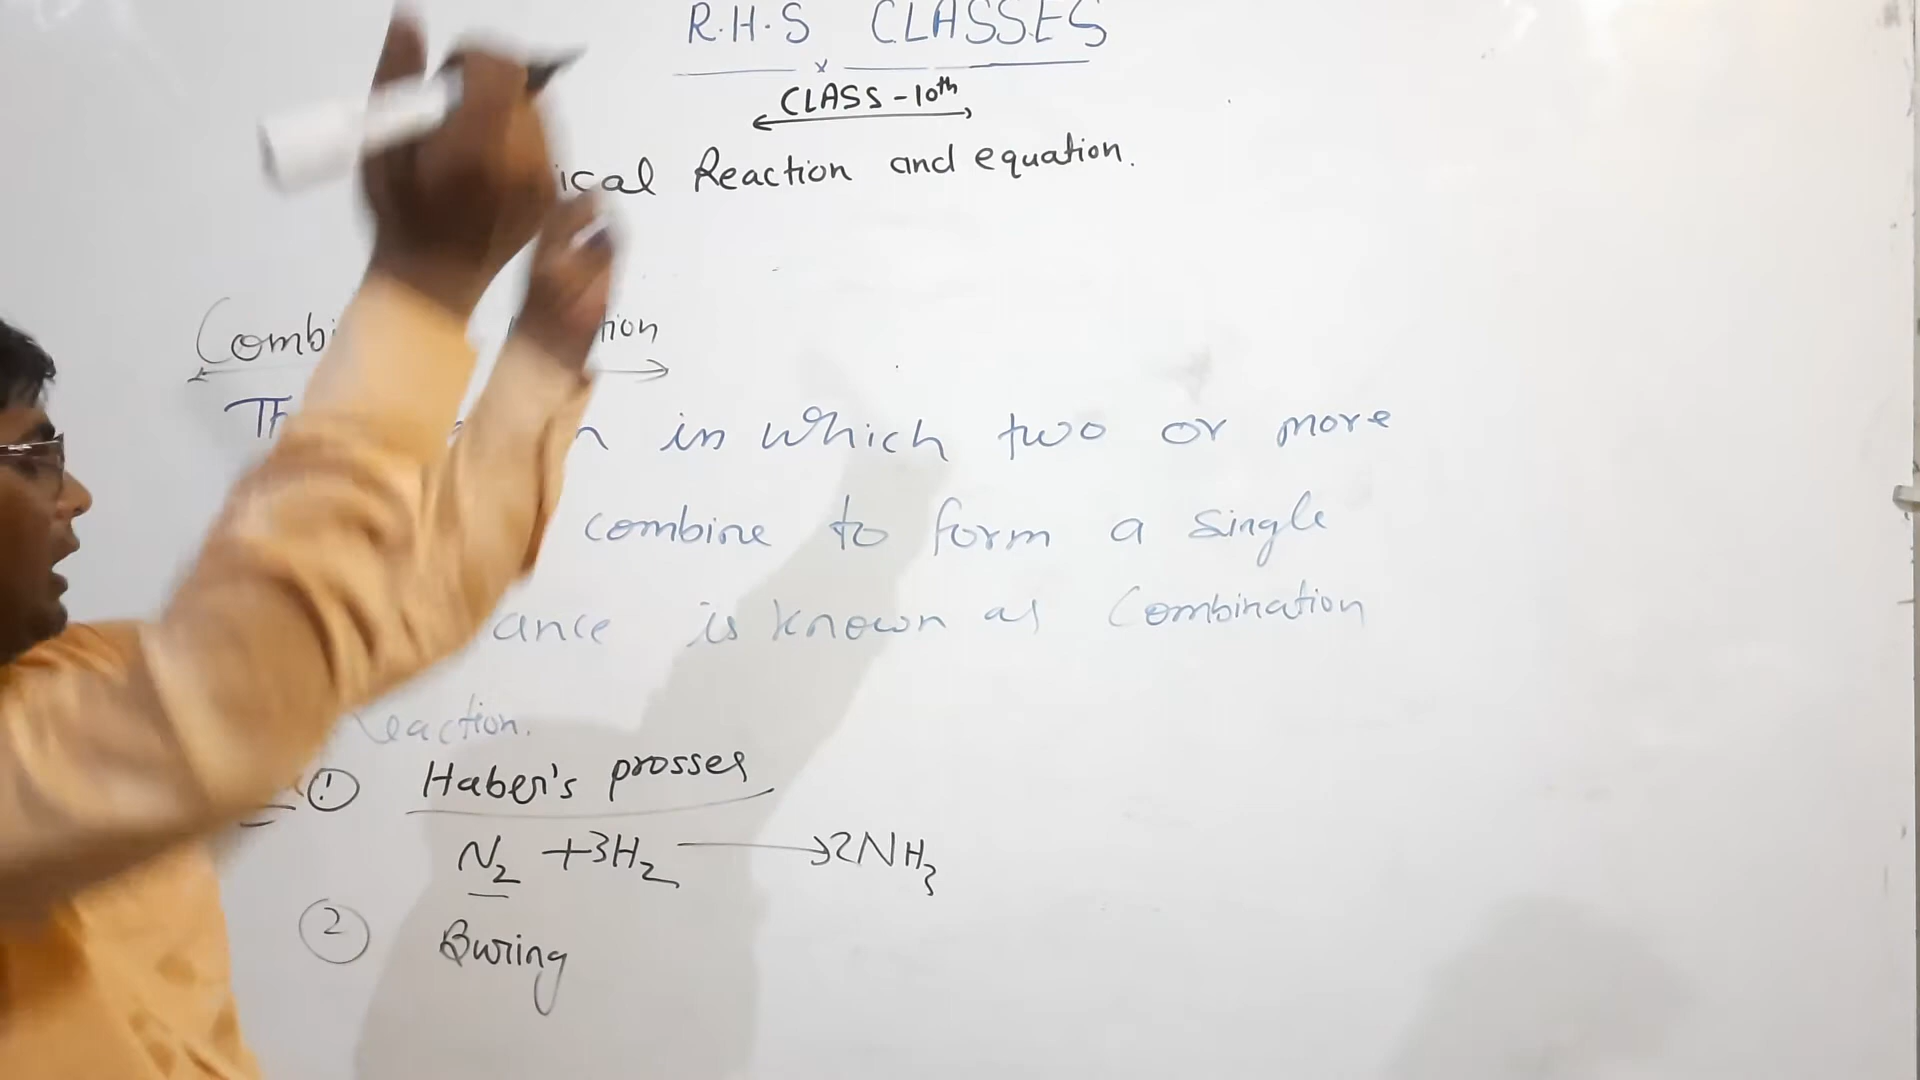 R.H.S CLASSES
CLASS-10th
ical Reaction and equation.
Combi tion
Th n in which two or more
combine to form a single
ance is known as Combination
Reaction.
① Haber's prosses
N₂ + 3H₂ → 2NH₃
② Buring